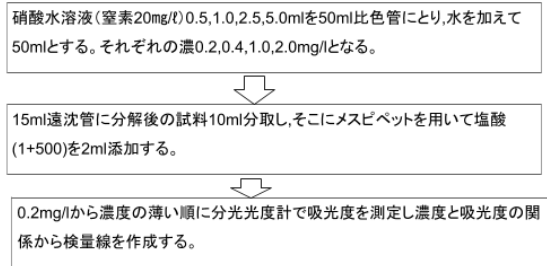 硝酸水溶液(窒素20㎎/ℓ)0.5,1.0,2.5,5.0mlを50ml比色管にとり,水を加えて
50mlとする。それぞれの濃0.2,0.4,1.0,2.0mg/lとなる。
15ml遠沈管に分解後の試料10ml分取し,そこにメスピペットを用いて塩酸
(1+500)を2ml添加する。
0.2mg/lから濃度の薄い順に分光光度計で吸光度を測定し濃度と吸光度の関
係から検量線を作成する。